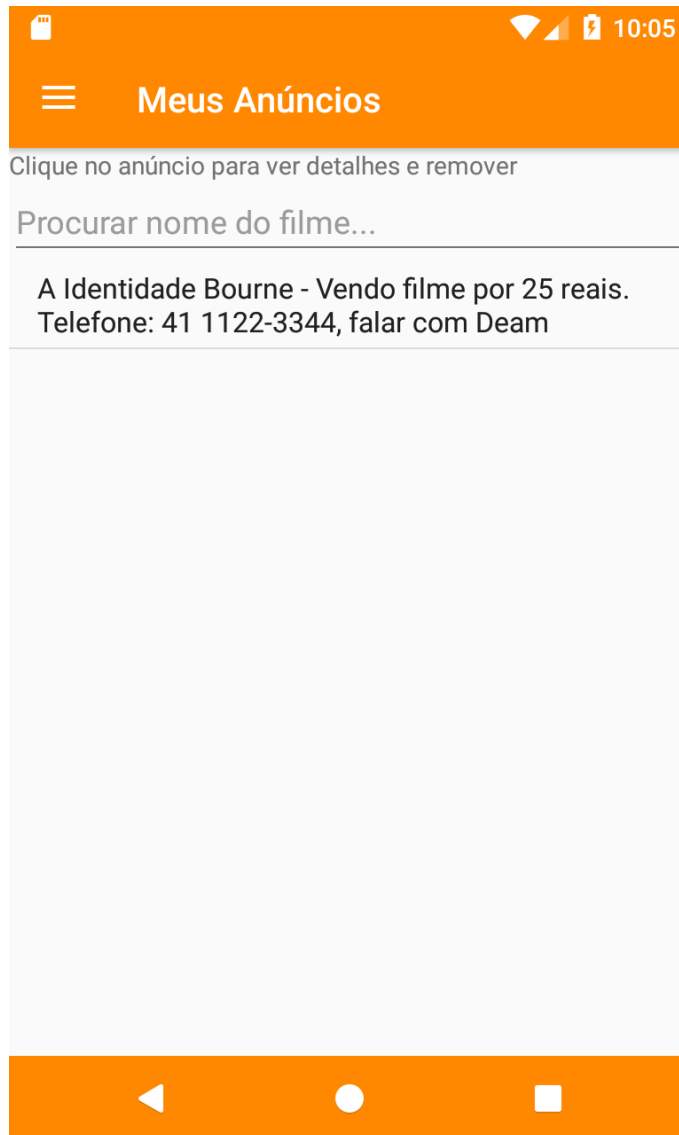 10:05
Meus Anúncios
Clique no anúncio para ver detalhes e remover
Procurar nome do filme...
A Identidade Bourne - Vendo filme por 25 reais.
Telefone: 41 1122-3344, falar com Deam